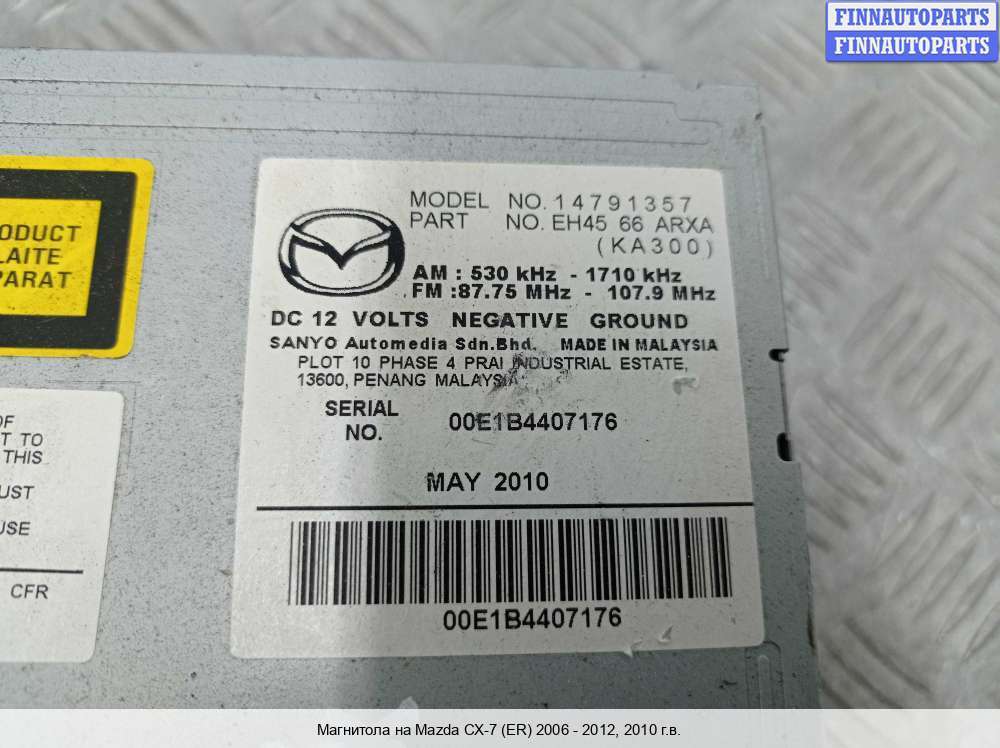 FINNAUTOPARTS
FINNAUTOPARTS
MODEL NO. 14791357
PART NO. EH45 66 ARXA
(KA300)
AM : 530 kHz - 1710 kHz
FM :87.75 MHz - 107.9 MHz
DC 12 VOLTS NEGATIVE GROUND
SANYO Automedia Sdn.Bhd. MADE IN MALAYSIA
PLOT 10 PHASE 4 PRAI INDUSTRIAL ESTATE,
13600, PENANG MALAYSIA
SERIAL NO. 00E1B4407176
MAY 2010
00E1B4407176
ODUCT
LAITE
PARAT
OF
T TO
THIS
UST
USE
CFR
Магнитола на Mazda CX-7 (ER) 2006 - 2012, 2010 г.в.